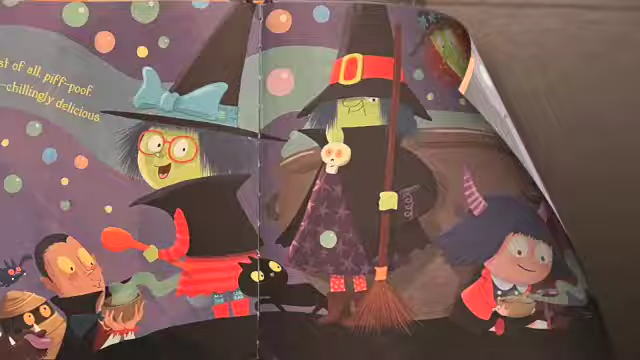 st of all, piff-poof.
—chillingly delicious